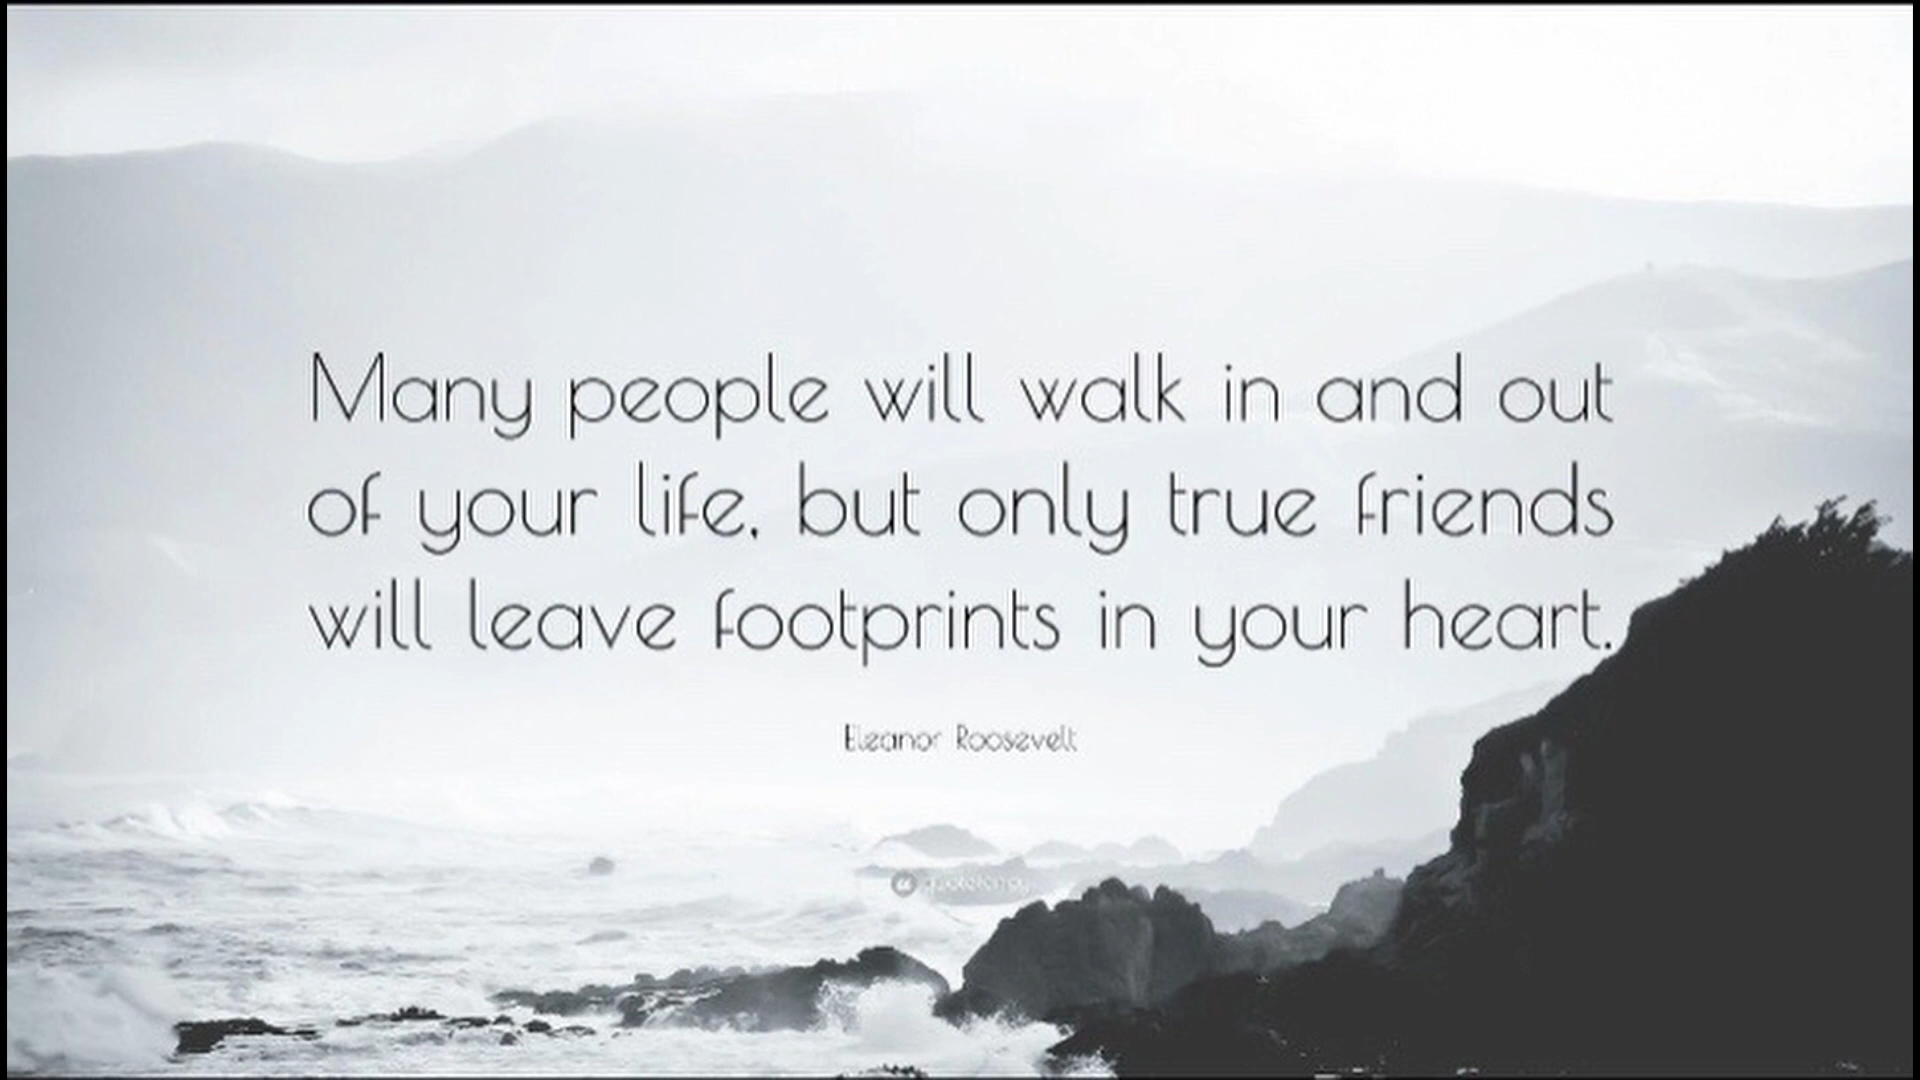 Many people will walk in and out
of your life, but only true friends
will leave footprints in your heart.
Eleanor Roosevelt
quotefancy